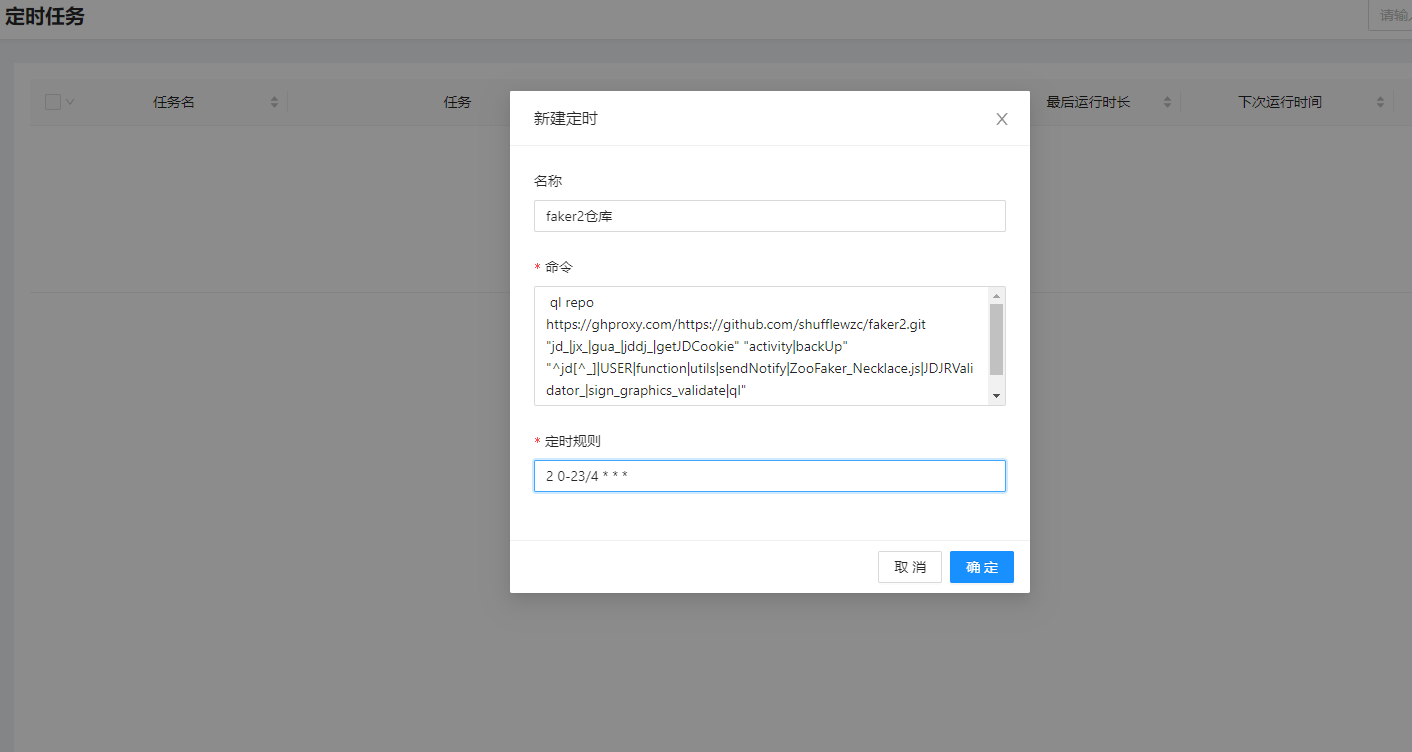 定时任务
请输入
任务名
任务
最后运行时长
下次运行时间
新建定时
名称
faker2仓库
* 命令
ql repo
https://ghproxy.com/https://github.com/shufflewzc/faker2.git
"jd_|jx_|gua_|jddj_|getJDCookie" "activity|backUp"
"^jd[^_]|USER|function|utils|sendNotify|ZooFaker_Necklace.js|JDJRVali
dator_|sign_graphics_validate|ql"
* 定时规则
2 0-23/4 * * *
取 消
确 定